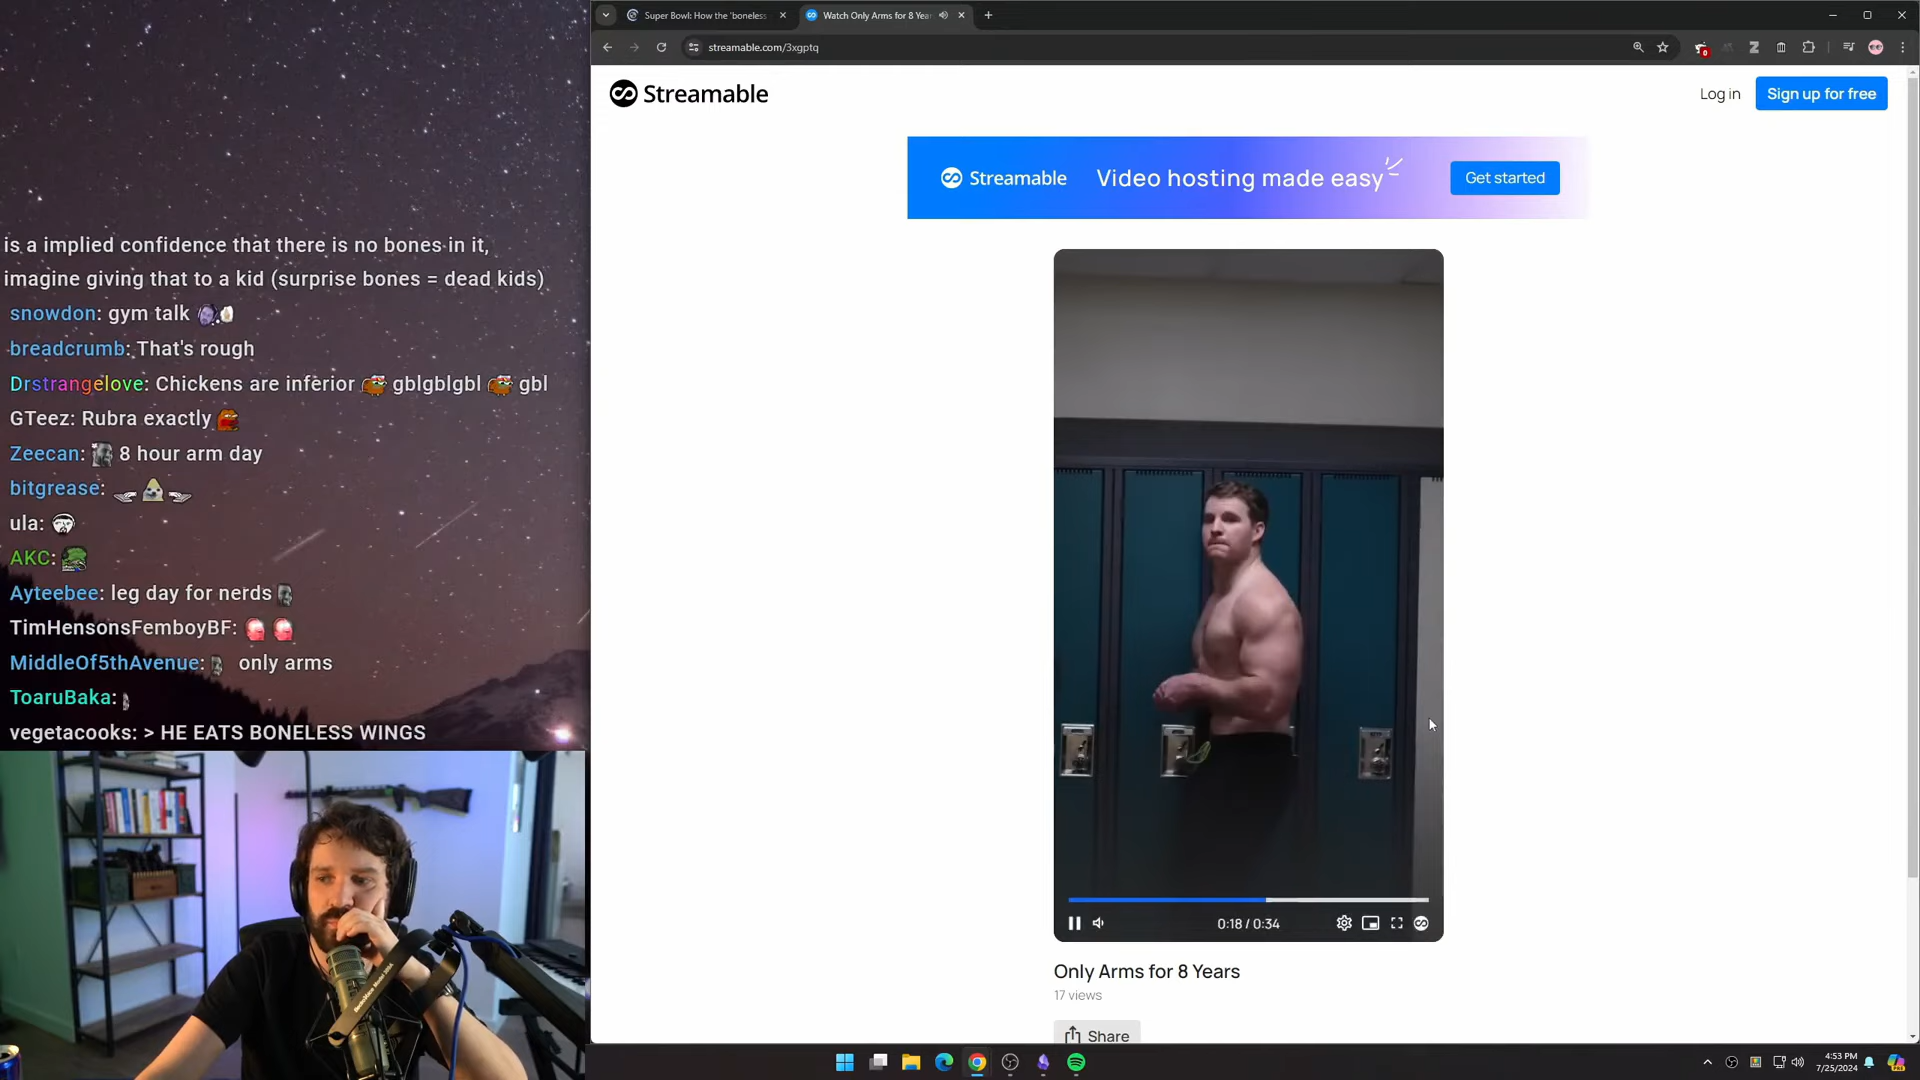 Super Bowl: How the 'boneless
Watch Only Arms for 8 Year
streamable.com/3xgptq
0
Streamable
Log in
Sign up for free
Streamable
Video hosting made easy
Get started
is a implied confidence that there is no bones in it,
imagine giving that to a kid (surprise bones = dead kids)
snowdon: gym talk
breadcrumb: That's rough
Drstrangelove: Chickens are inferior gblgblgbl gbl
GTeez: Rubra exactly
Zeecan: 8 hour arm day
bitgrease:
ula:
AKC:
Ayteebee: leg day for nerds
TimHensonsFemboyBF:
MiddleOf5thAvenue: only arms
ToaruBaka:
vegetacooks: > HE EATS BONELESS WINGS
0:18 / 0:34
Only Arms for 8 Years
17 views
Share
4:53 PM
7/25/2024